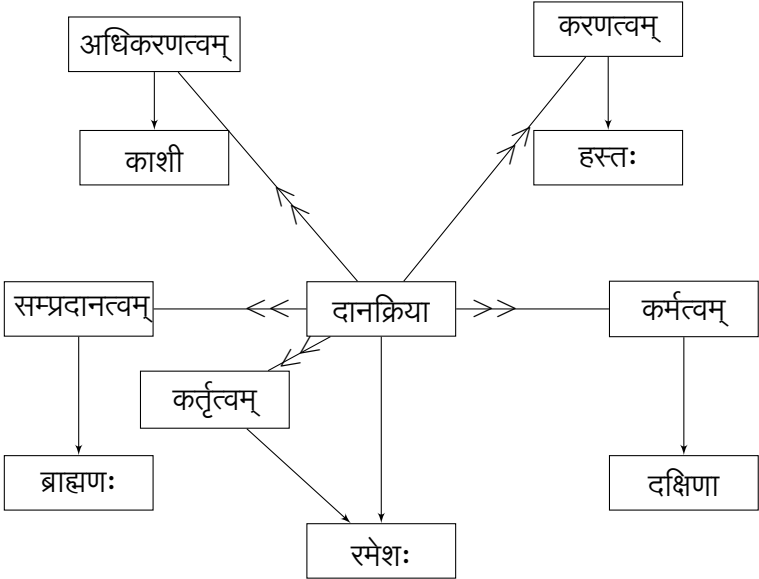 अधिकरणत्वम्
करणत्वम्
काशी
हस्तः
सम्प्रदानत्वम्
दानक्रिया
कर्मत्वम्
कर्तृत्वम्
ब्राह्मणः
दक्षिणा
रमेशः